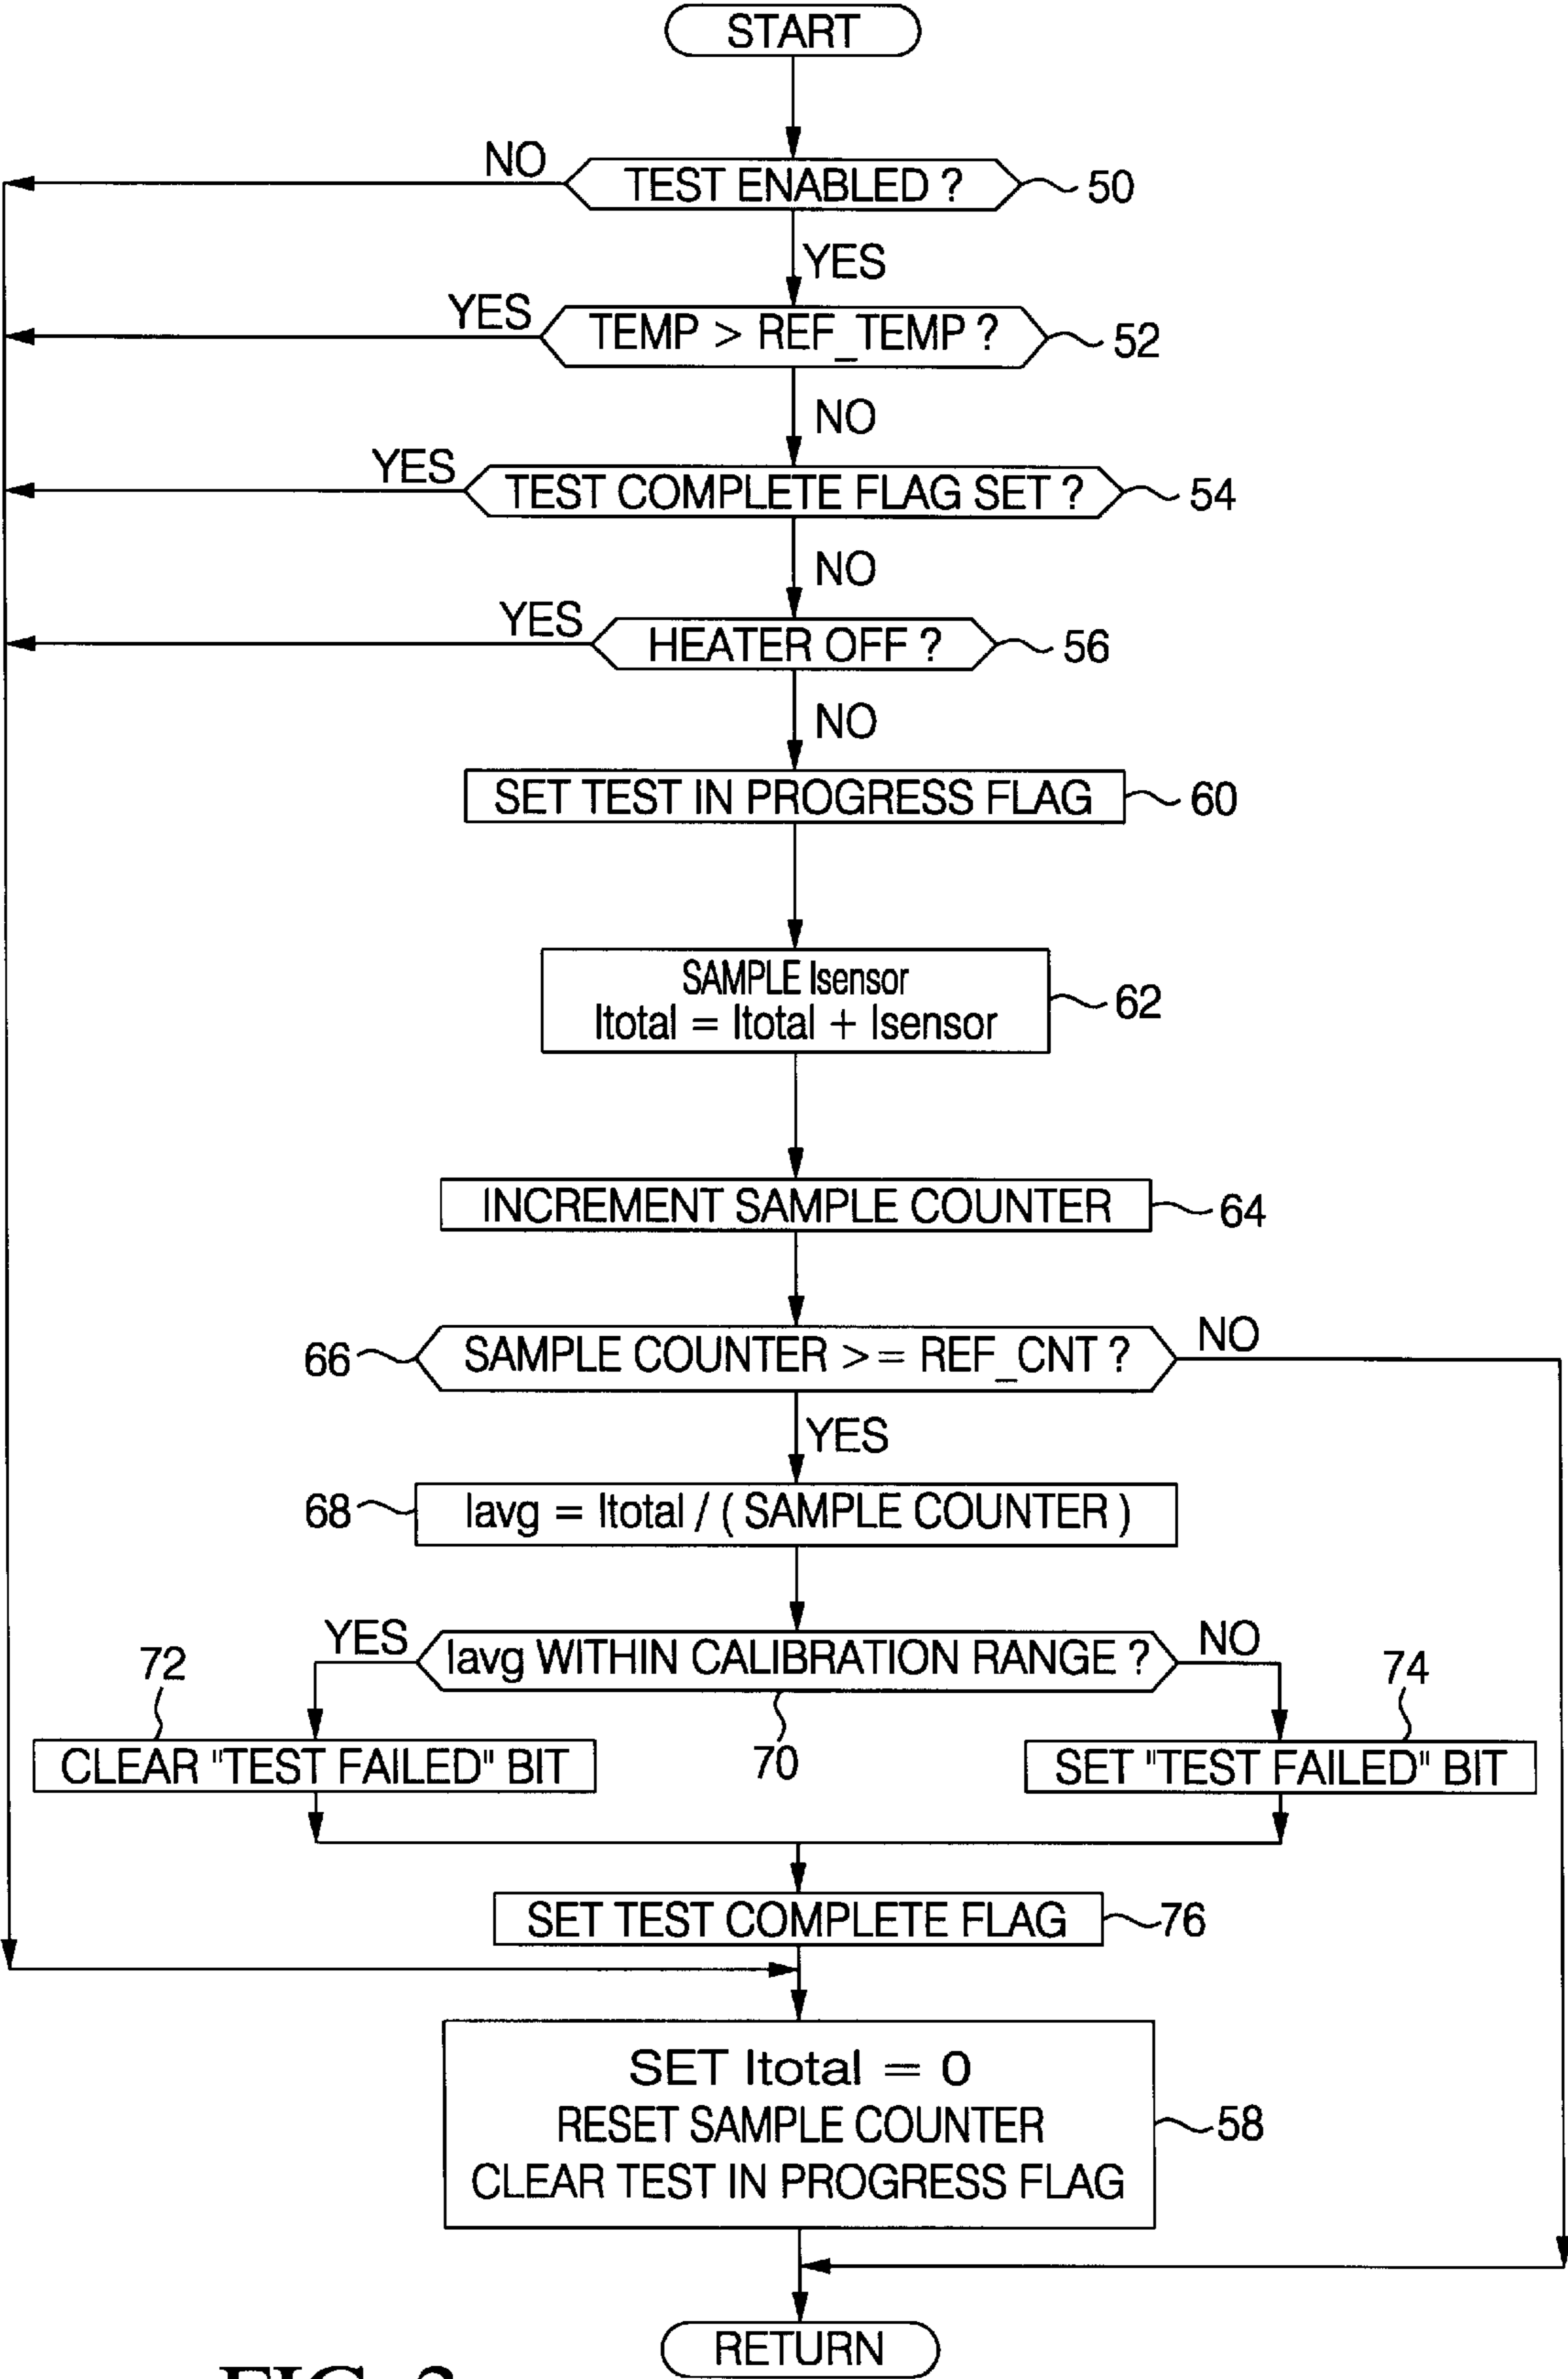 START
NO
TEST ENABLED ?
50
YES
YES
TEMP > REF_TEMP ?
52
NO
YES
TEST COMPLETE FLAG SET ?
54
NO
YES
HEATER OFF ?
56
NO
SET TEST IN PROGRESS FLAG
60
SAMPLE Isensor
Itotal = Itotal + Isensor
62
INCREMENT SAMPLE COUNTER
64
66
SAMPLE COUNTER >= REF_CNT ?
NO
YES
68
Iavg = Itotal / ( SAMPLE COUNTER )
YES
Iavg WITHIN CALIBRATION RANGE ?
NO
72
70
74
CLEAR "TEST FAILED" BIT
SET "TEST FAILED" BIT
SET TEST COMPLETE FLAG
76
SET Itotal = 0
RESET SAMPLE COUNTER
CLEAR TEST IN PROGRESS FLAG
58
RETURN